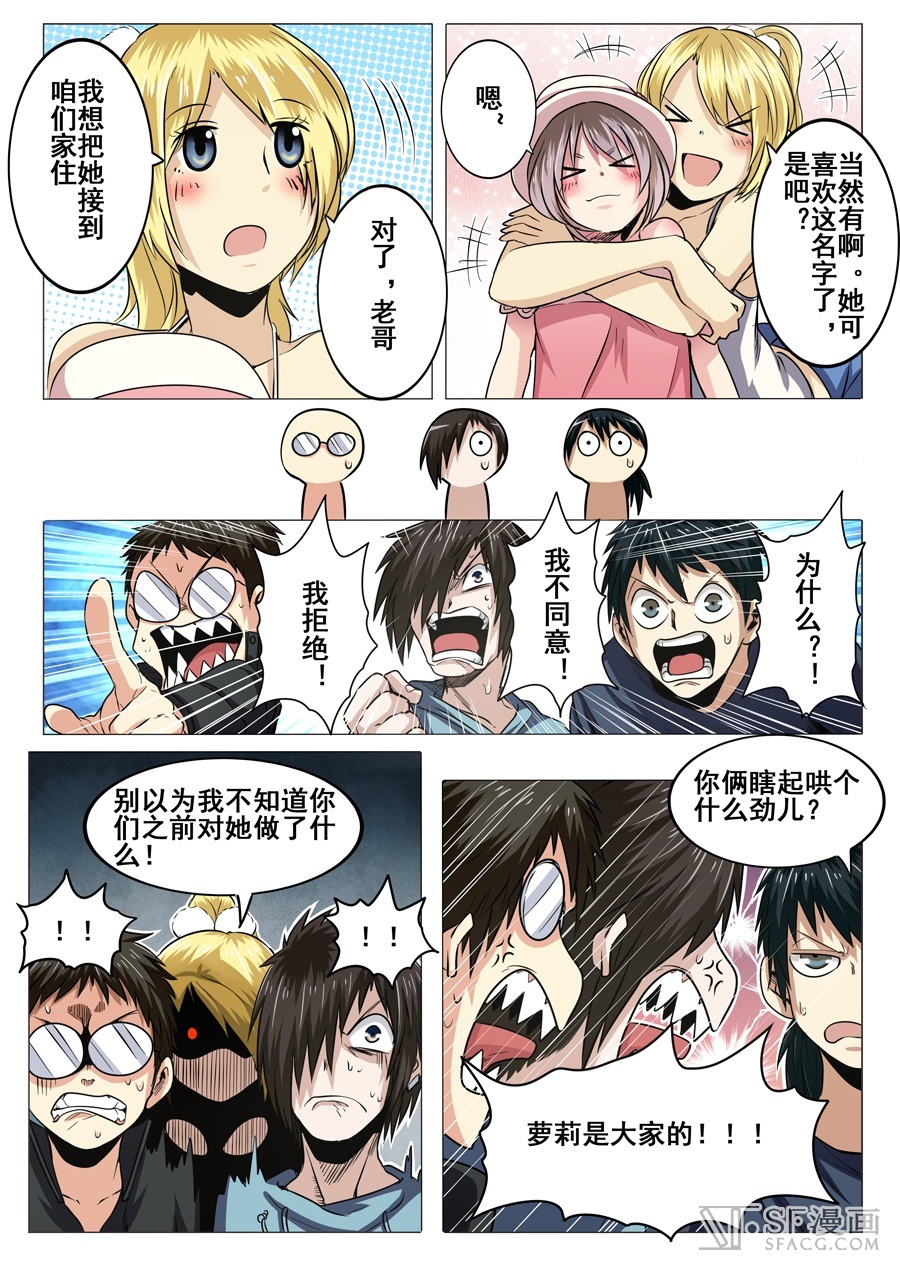 当然有啊。她可
喜欢这名字了，
是吧？
嗯~
对了，老哥
我想把她接到
咱们家住
为什么？！
我不同意！
我拒绝！
你俩瞎起哄个
什么劲儿？
萝莉是大家的！！！
别以为我不知道你
们之前对她做了什
么！
！！
！！
SF漫画
SFACG.COM